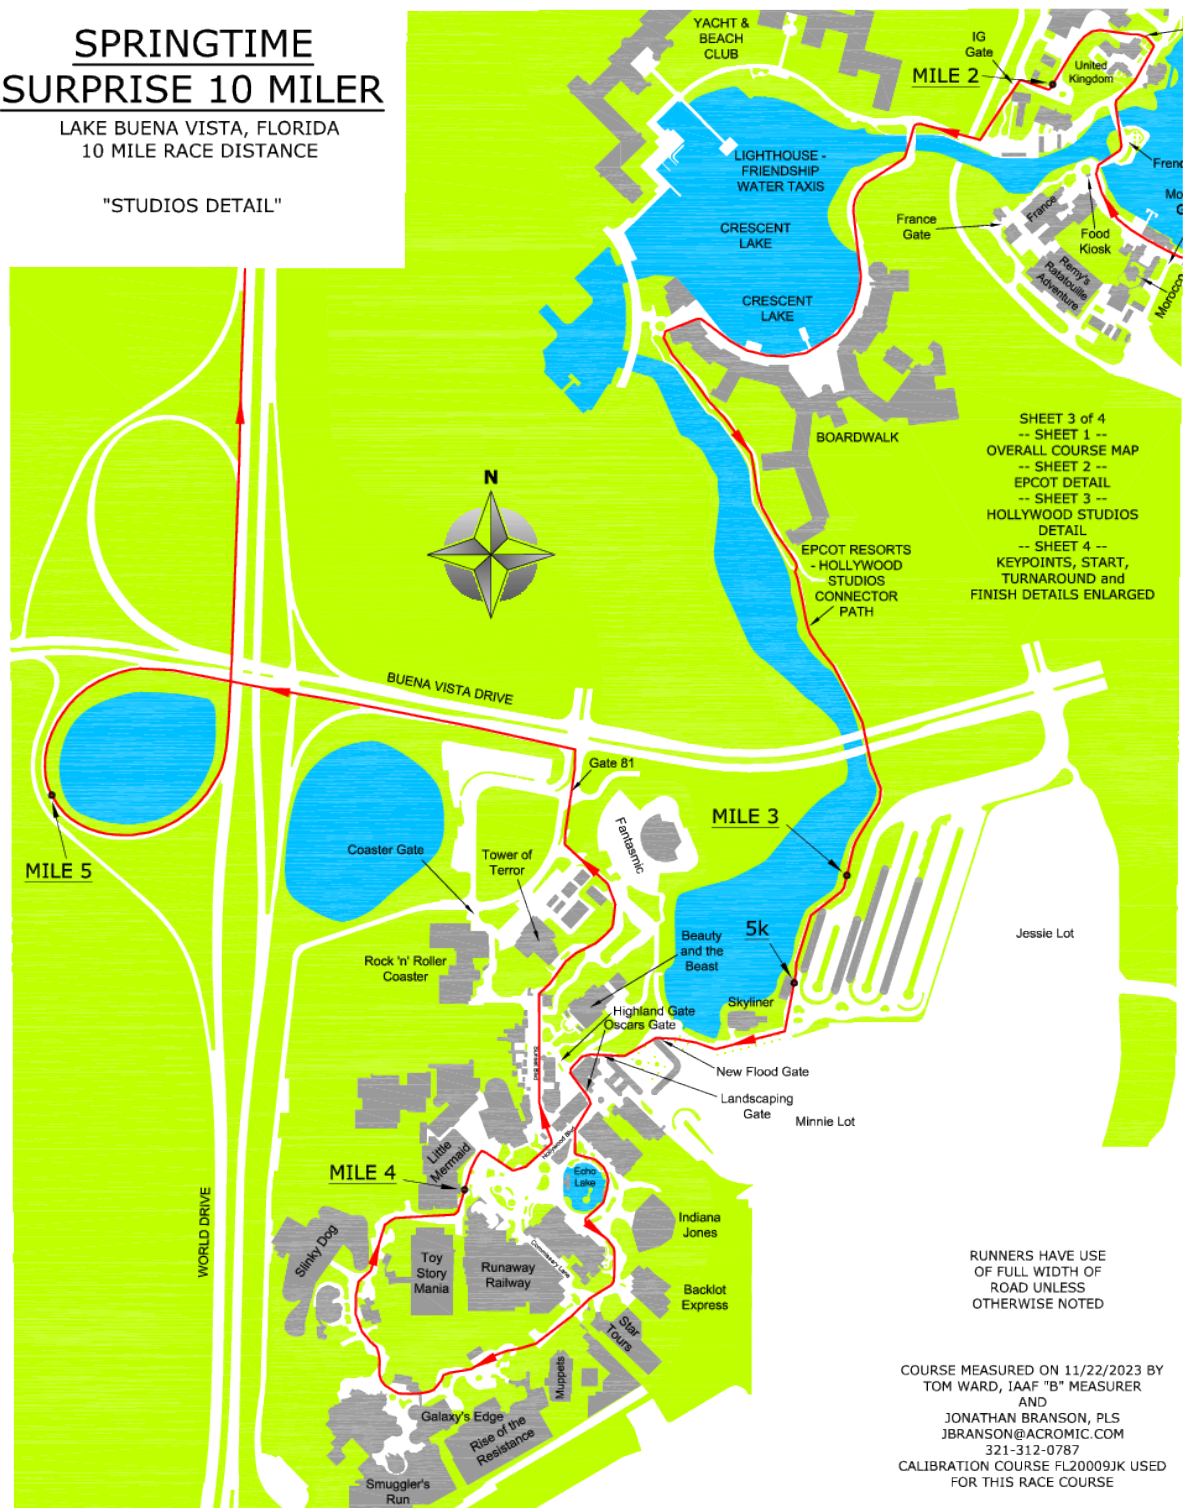 SPRINGTIME
SURPRISE 10 MILER
LAKE BUENA VISTA, FLORIDA
10 MILE RACE DISTANCE
"STUDIOS DETAIL"
YACHT &
BEACH
CLUB
IG
Gate
MILE 2
United
Kingdom
LIGHTHOUSE -
FRIENDSHIP
WATER TAXIS
CRESCENT
LAKE
CRESCENT
LAKE
France
Gate
France
Food
Kiosk
Remy's
Ratatouille
Adventure
Morocco
BOARDWALK
SHEET 3 of 4
-- SHEET 1 --
OVERALL COURSE MAP
-- SHEET 2 --
EPCOT DETAIL
-- SHEET 3 --
HOLLYWOOD STUDIOS
DETAIL
-- SHEET 4 --
KEYPOINTS, START,
TURNAROUND and
FINISH DETAILS ENLARGED
N
EPCOT RESORTS
- HOLLYWOOD
STUDIOS
CONNECTOR
PATH
BUENA VISTA DRIVE
Gate 81
MILE 3
Fantasmic
Coaster Gate
Tower of
Terror
MILE 5
5k
Beauty
and the
Beast
Jessie Lot
Rock 'n' Roller
Coaster
Skyliner
Highland Gate
Oscars Gate
Sunset Blvd
New Flood Gate
Landscaping
Gate
Minnie Lot
Hollywood Blvd
Little
Mermaid
MILE 4
Echo
Lake
WORLD DRIVE
Slinky Dog
Indiana
Jones
Toy
Story
Mania
Runaway
Railway
Commissary Lane
Backlot
Express
Star
Tours
Muppets
Galaxy's Edge
Rise of the
Resistance
Smuggler's
Run
RUNNERS HAVE USE
OF FULL WIDTH OF
ROAD UNLESS
OTHERWISE NOTED
COURSE MEASURED ON 11/22/2023 BY
TOM WARD, IAAF "B" MEASURER
AND
JONATHAN BRANSON, PLS
JBRANSON@ACROMIC.COM
321-312-0787
CALIBRATION COURSE FL20009JK USED
FOR THIS RACE COURSE